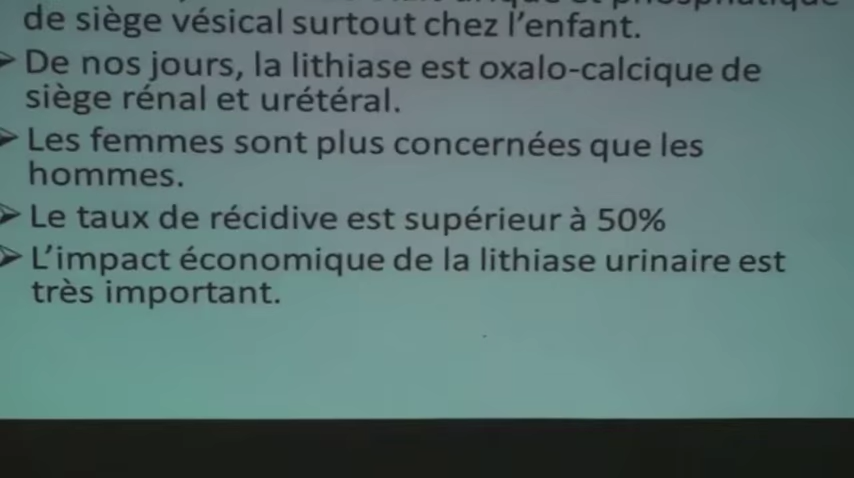 de siège vésical surtout chez l'enfant.
De nos jours, la lithiase est oxalo-calcique de
siège rénal et urétéral.
Les femmes sont plus concernées que les
hommes.
Le taux de récidive est supérieur à 50%
L'impact économique de la lithiase urinaire est
très important.